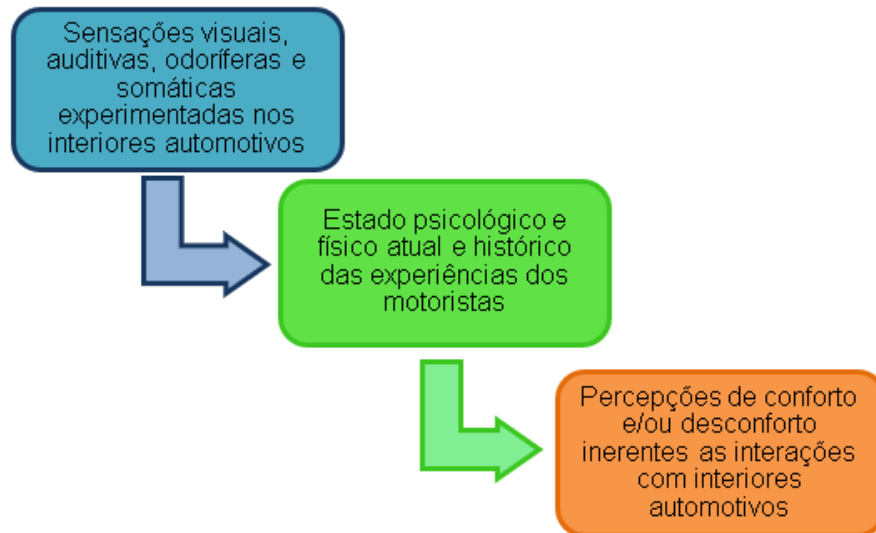 Sensações visuais,
auditivas, odoríferas e
somáticas
experimentadas nos
interiores automotivos
Estado psicológico e
físico atual e histórico
das experiências dos
motoristas
Percepções de conforto
e/ou desconforto
inerentes as interações
com interiores
automotivos